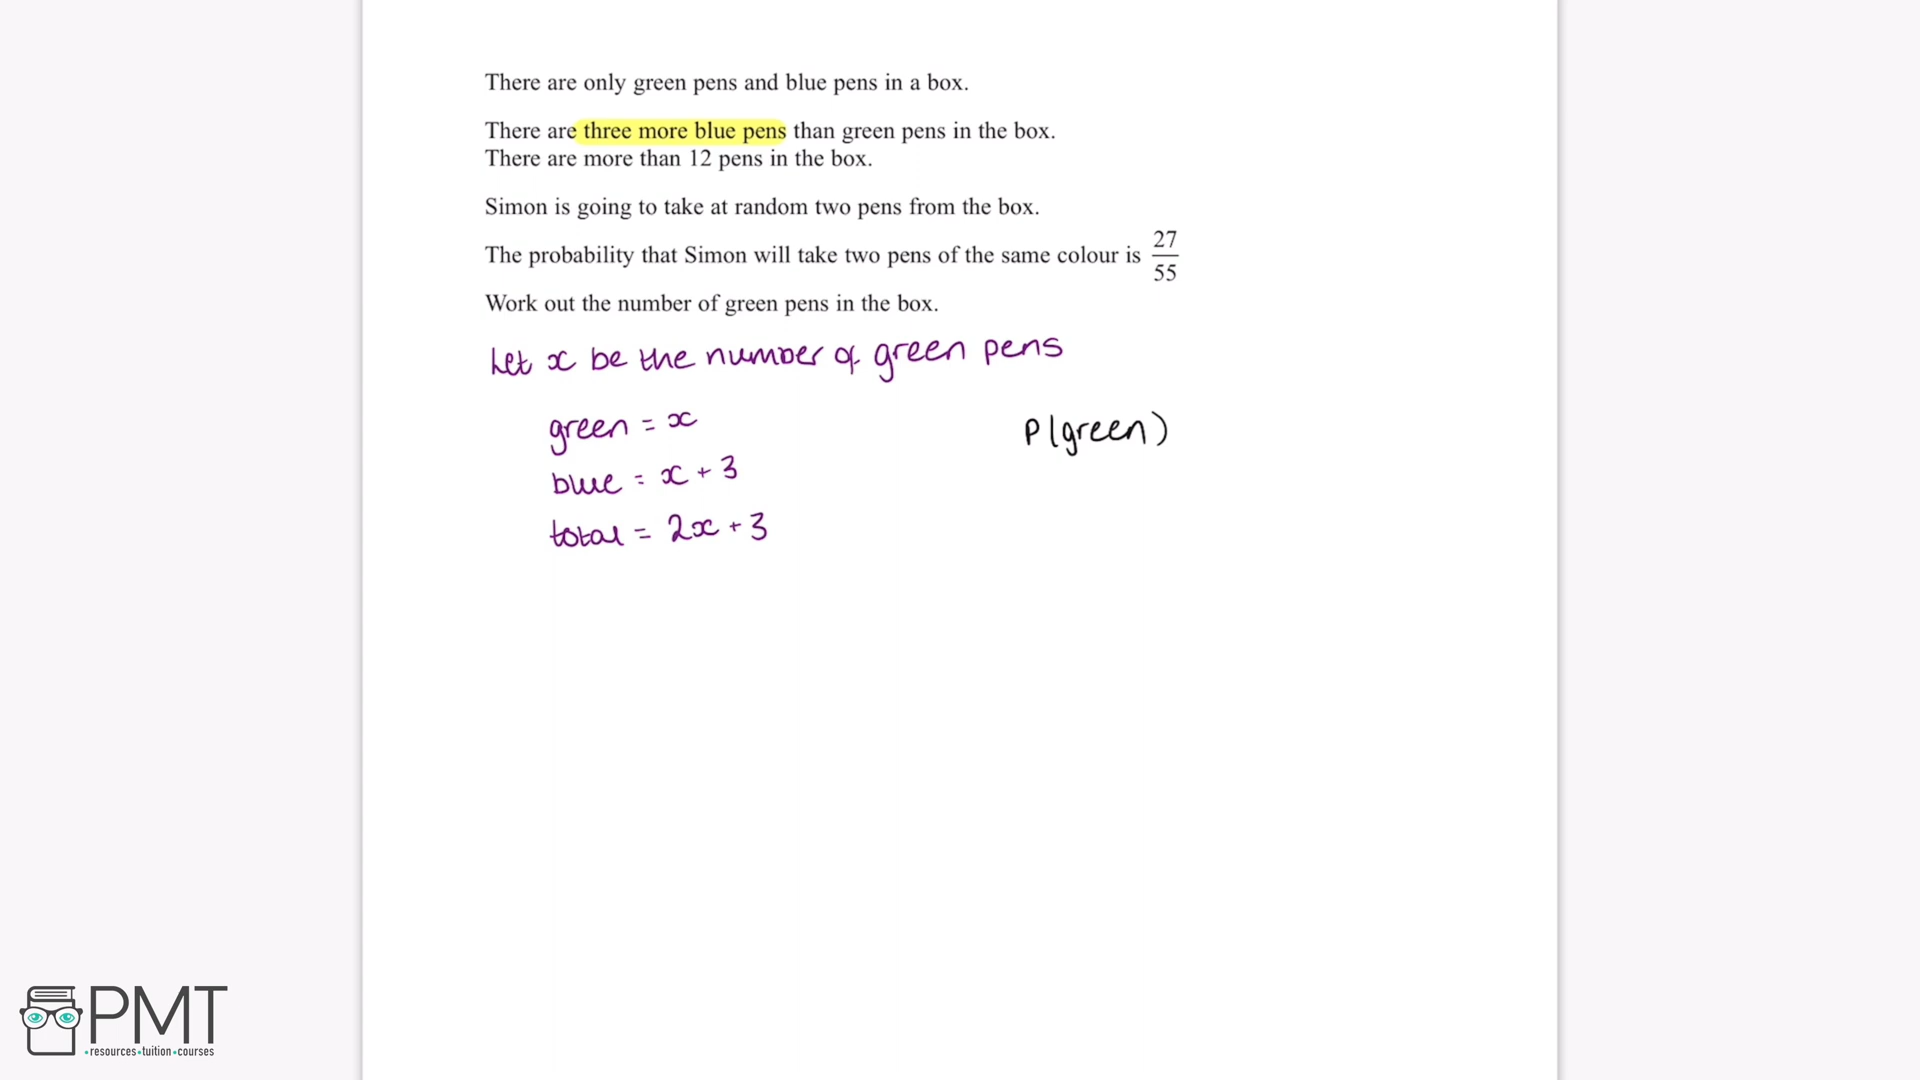 There are only green pens and blue pens in a box.
There are three more blue pens than green pens in the box.
There are more than 12 pens in the box.
Simon is going to take at random two pens from the box.
The probability that Simon will take two pens of the same colour is 27/55
Work out the number of green pens in the box.
Let x be the number of green pens
green = x
P(green)
blue = x + 3
total = 2x + 3
PMT
•resources•tuition•courses